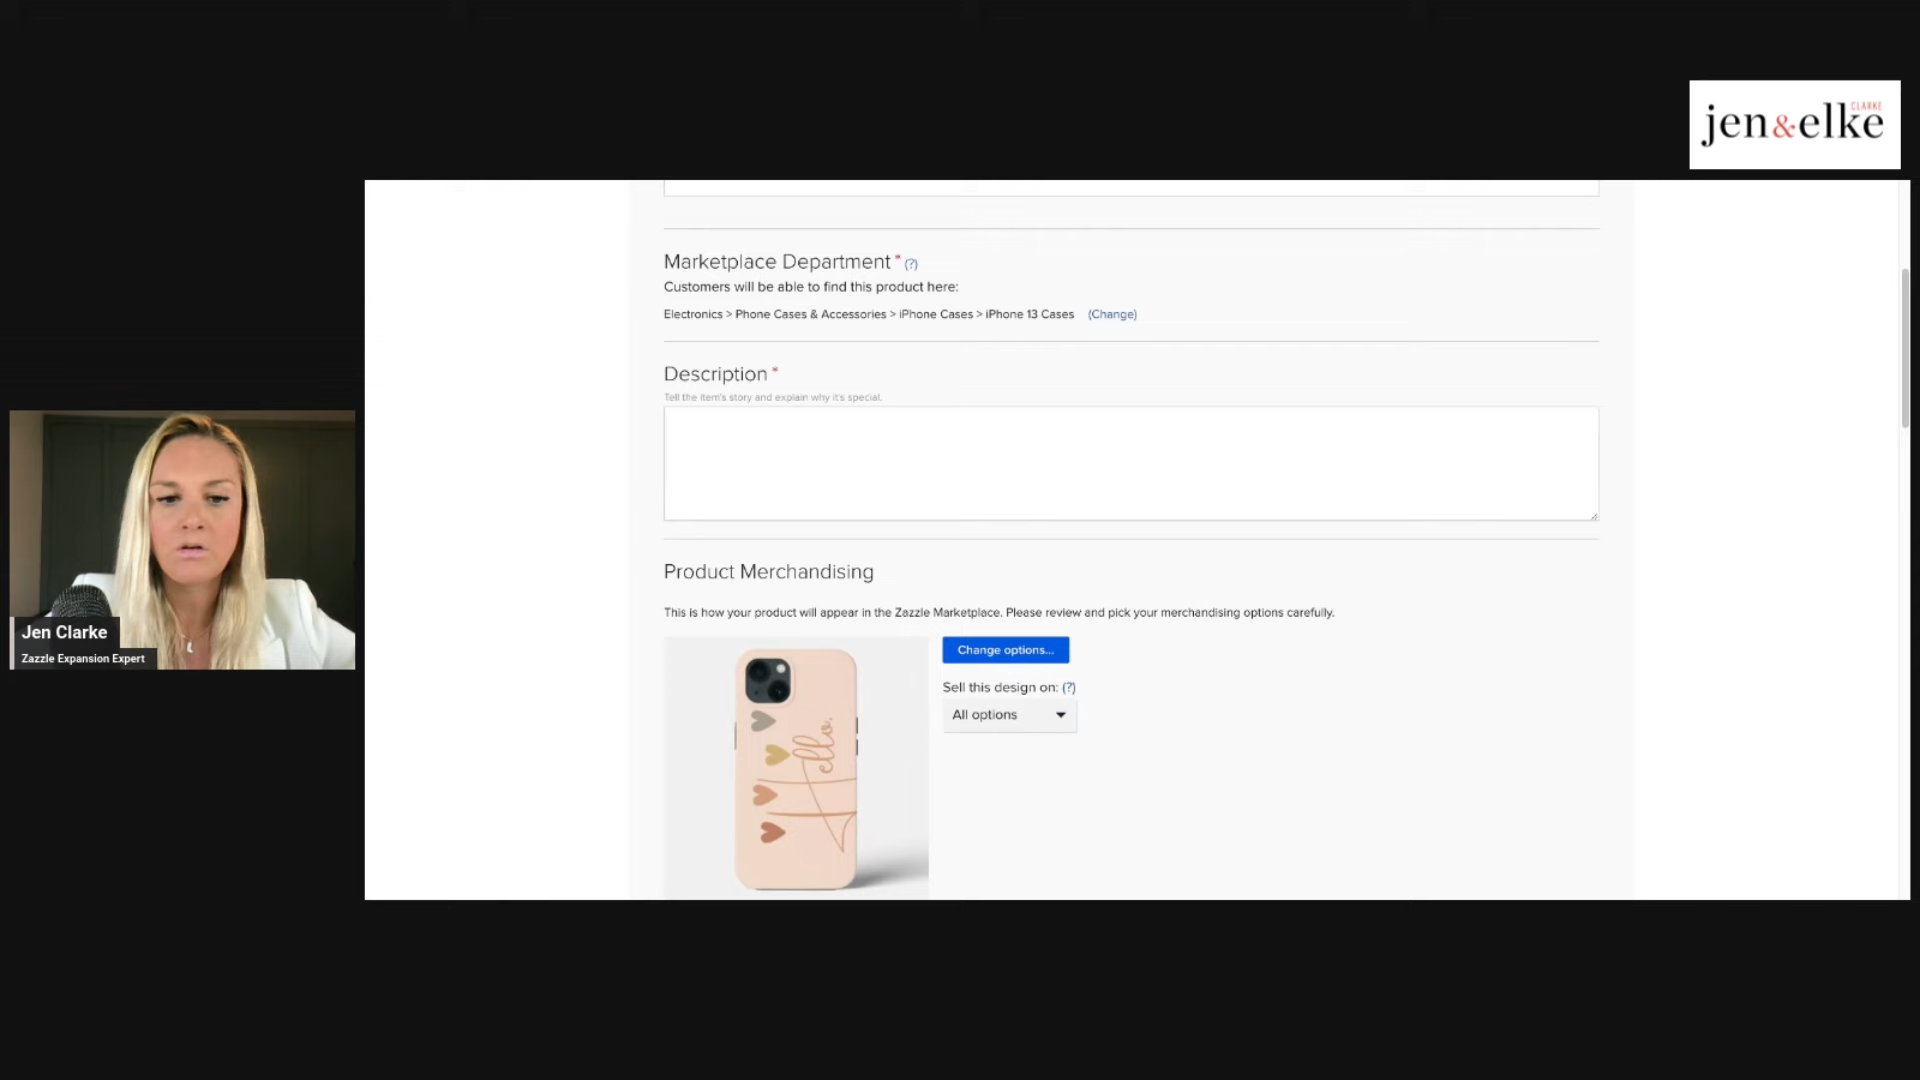 CLARKE
jen&elke
Marketplace Department * (?)
Customers will be able to find this product here:
Electronics > Phone Cases & Accessories > iPhone Cases > iPhone 13 Cases (Change)
Description *
Tell the item's story and explain why it's special.
Product Merchandising
This is how your product will appear in the Zazzle Marketplace. Please review and pick your merchandising options carefully.
Change options...
Sell this design on: (?)
All options
Hello.
Jen Clarke
Zazzle Expansion Expert